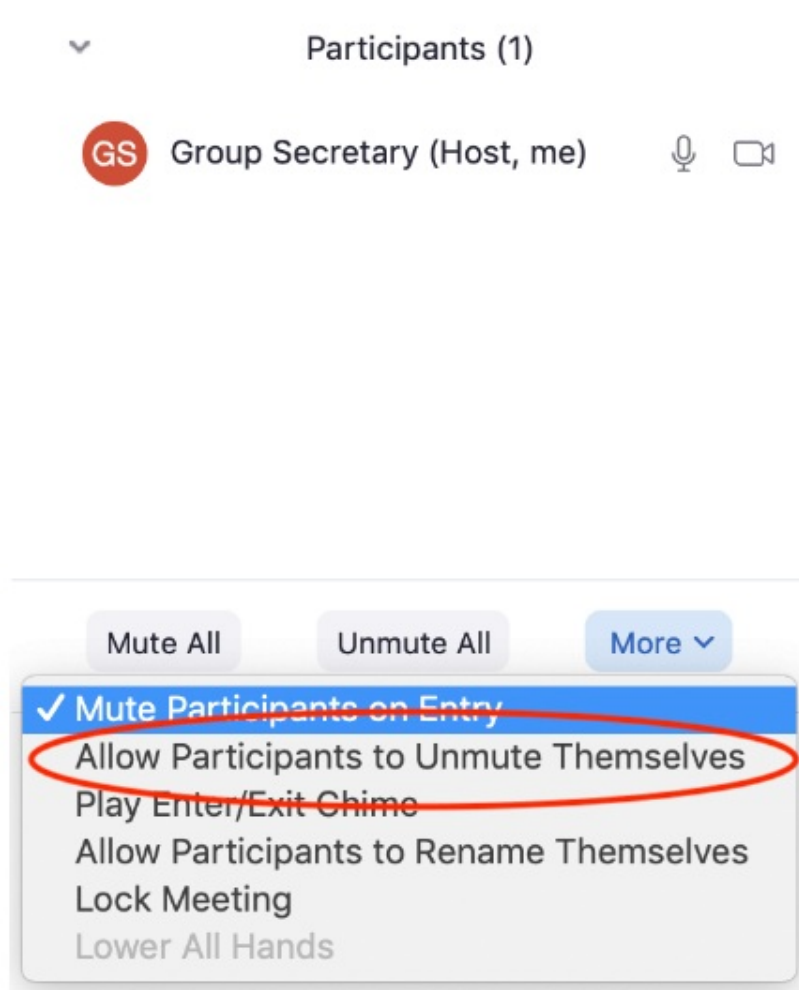 Participants (1)
GS Group Secretary (Host, me)
Mute All Unmute All More
✓ Mute Participants on Entry
Allow Participants to Unmute Themselves
Play Enter/Exit Chime
Allow Participants to Rename Themselves
Lock Meeting
Lower All Hands